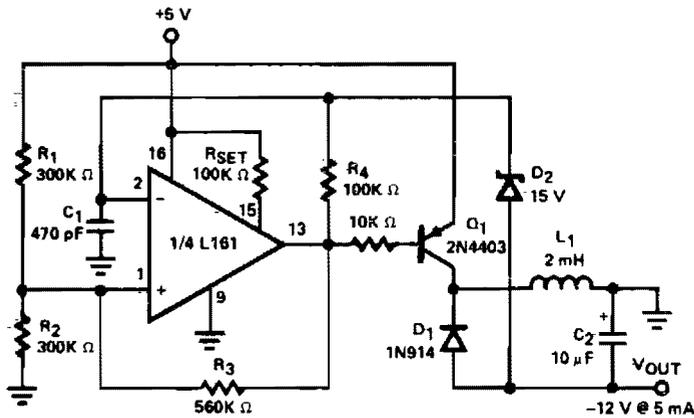 +5 V
R1
300K Ω
16
RSET
100K Ω
2
−
C1
470 pF
15
1/4 L161
13
R4
100K Ω
10K Ω
Q1
2N4403
D2
15 V
L1
2 mH
1
+
9
R2
300K Ω
R3
560K Ω
D1
1N914
+
C2
10 μF
VOUT
−12 V @ 5 mA